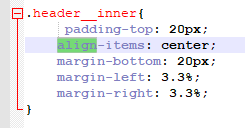 .header__inner{
padding-top: 20px;
align-items: center;
margin-bottom: 20px;
margin-left: 3.3%;
margin-right: 3.3%;
}